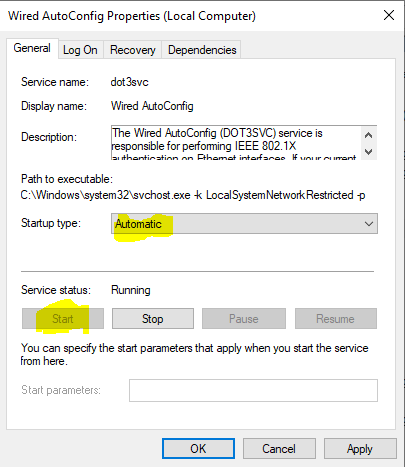 Wired AutoConfig Properties (Local Computer)
General Log On Recovery Dependencies
Service name: dot3svc
Display name: Wired AutoConfig
Description: The Wired AutoConfig (DOT3SVC) service is
responsible for performing IEEE 802.1X
authentication on Ethernet interfaces. If your current
Path to executable:
C:\Windows\system32\svchost.exe -k LocalSystemNetworkRestricted -p
Startup type: Automatic
Service status: Running
Start Stop Pause Resume
You can specify the start parameters that apply when you start the service
from here.
Start parameters:
OK Cancel Apply